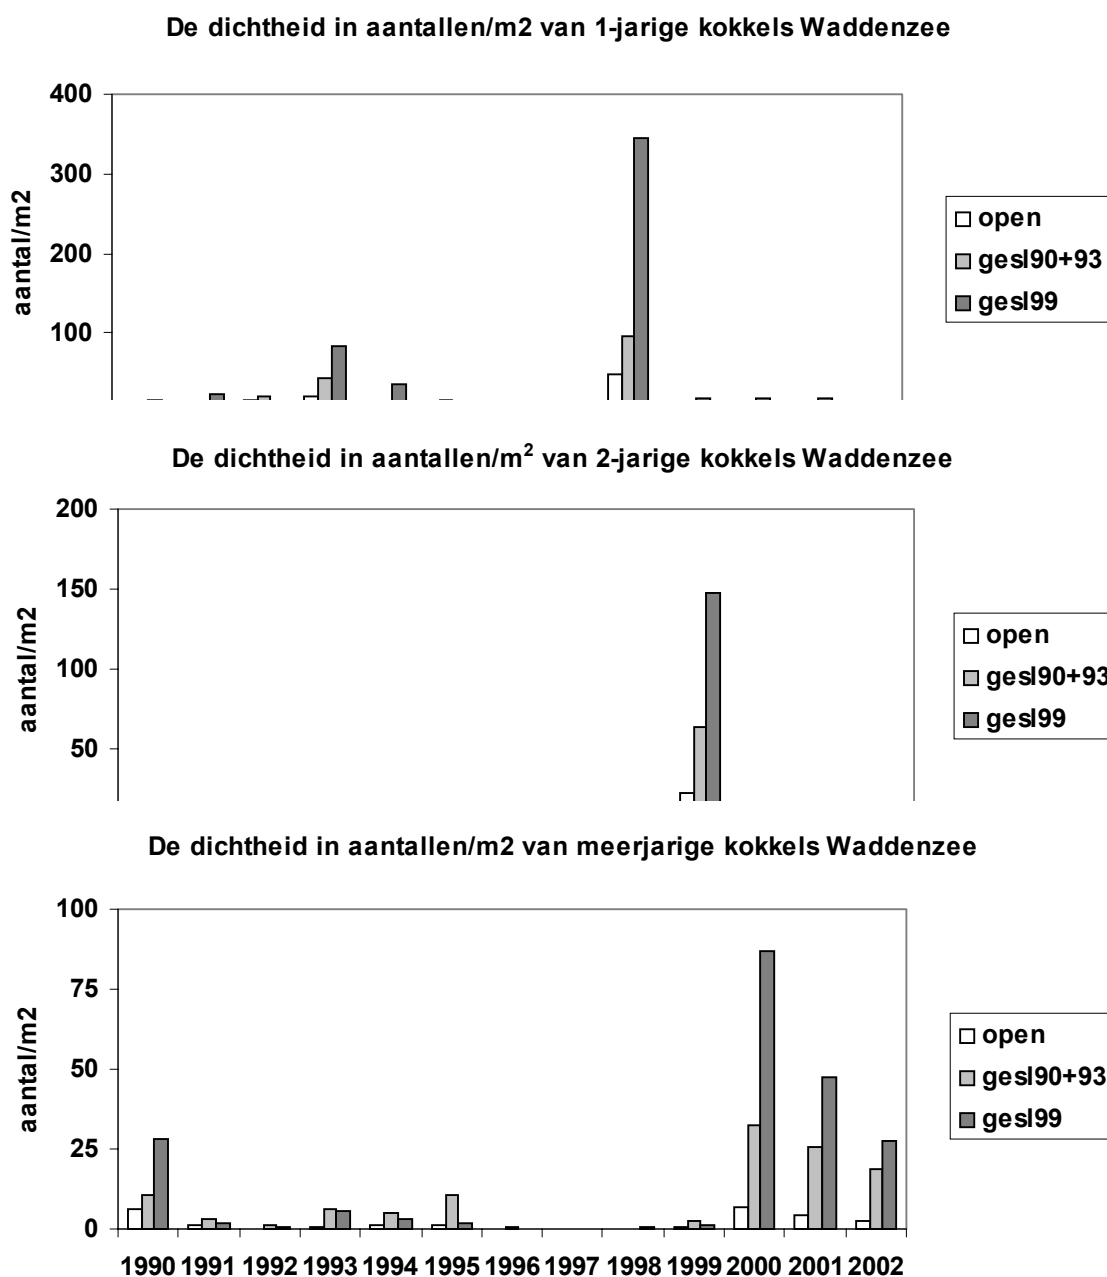 De dichtheid in aantallen/m2 van 1-jarige kokkels Waddenzee
400
300
200
100
aantal/m2
open
gesl90+93
gesl99
De dichtheid in aantallen/m² van 2-jarige kokkels Waddenzee
200
150
100
50
aantal/m2
open
gesl90+93
gesl99
De dichtheid in aantallen/m2 van meerjarige kokkels Waddenzee
100
75
50
25
0
aantal/m2
open
gesl90+93
gesl99
1990 1991 1992 1993 1994 1995 1996 1997 1998 1999 2000 2001 2002